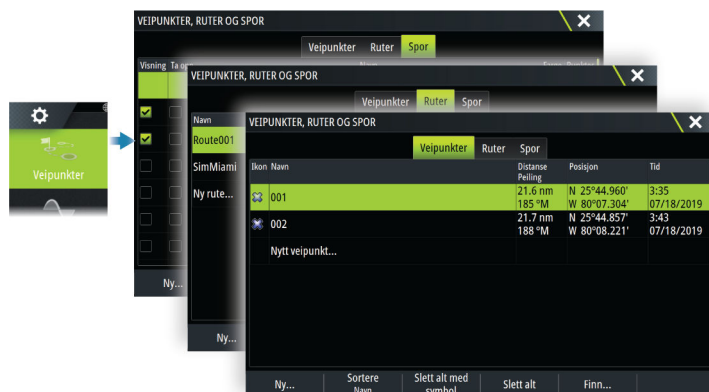 Veipunkter
VEIPUNKTER, RUTER OG SPOR
Veipunkter Ruter Spor
Visning Ta opp
Ny...
VEIPUNKTER, RUTER OG SPOR
Veipunkter Ruter Spor
Navn
Route001
SimMiami
Ny rute...
Ny...
VEIPUNKTER, RUTER OG SPOR
Veipunkter Ruter Spor
Ikon Navn Distanse Peiling Posisjon Tid
001 21.6 nm 185 °M N 25°44.960' W 80°07.304' 3:35 07/18/2019
002 21.7 nm 188 °M N 25°44.857' W 80°08.221' 3:43 07/18/2019
Nytt veipunkt...
Ny... Sortere Navn Slett alt med symbol Slett alt Finn...